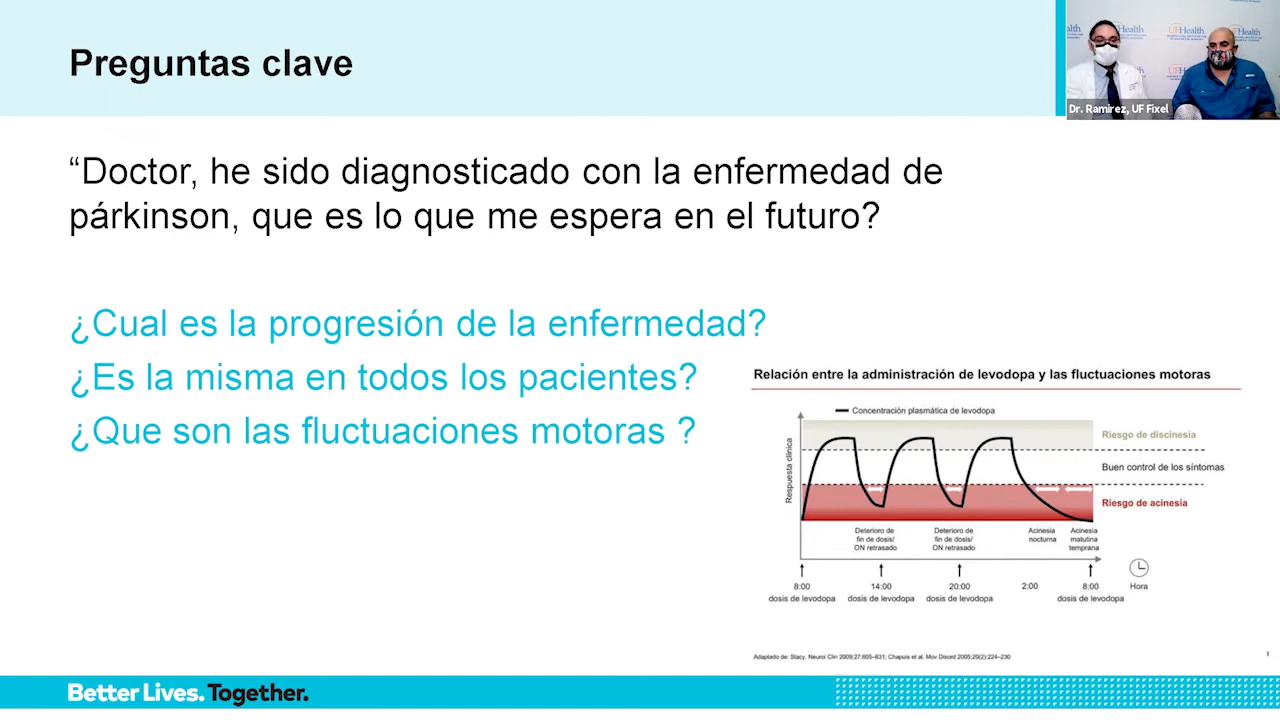 Preguntas clave
Dr. Ramirez, UF Fixel
“Doctor, he sido diagnosticado con la enfermedad de
párkinson, que es lo que me espera en el futuro?
¿Cual es la progresión de la enfermedad?
¿Es la misma en todos los pacientes?
¿Que son las fluctuaciones motoras ?
Relación entre la administración de levodopa y las fluctuaciones motoras
Concentración plasmática de levodopa
Respuesta clínica
Riesgo de discinesia
Buen control de los síntomas
Riesgo de acinesia
Deterioro de
fin de dosis/
ON retrasado
Deterioro de
fin de dosis/
ON retrasado
Acinesia
nocturna
Acinesia
matutina
temprana
8:00
dosis de levodopa
14:00
dosis de levodopa
20:00
dosis de levodopa
2:00
8:00
dosis de levodopa
Hora
Adaptado de: Stacy. Neurol Clin 2009;27:605–631; Chapuis et al. Mov Disord 2005;20(2):224–230
Better Lives. Together.